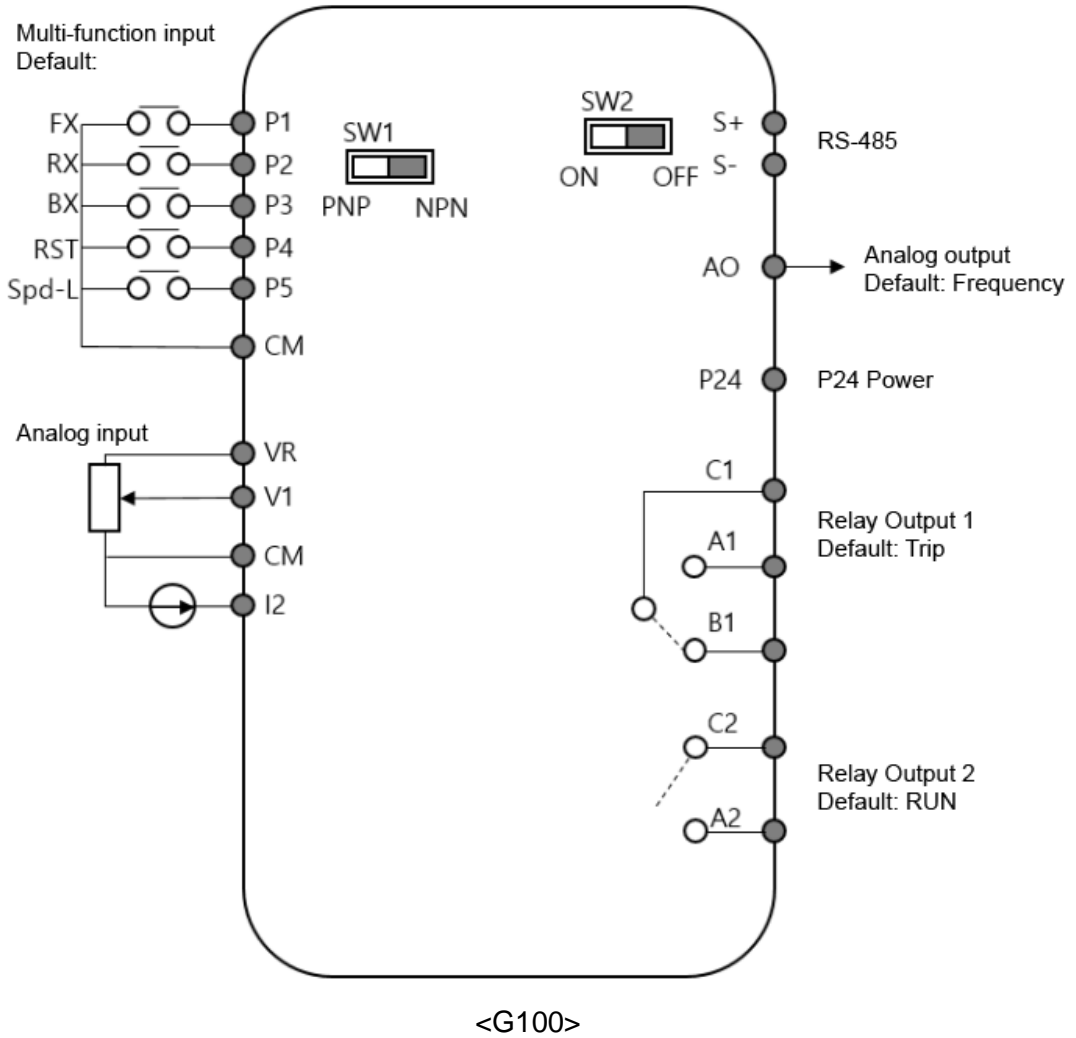 Multi-function input
Default:
FX
P1
RX
P2
BX
P3
RST
P4
Spd-L
P5
CM
SW1
PNP NPN
SW2
ON OFF
S+
S-
RS-485
AO
Analog output
Default: Frequency
P24
P24 Power
Analog input
VR
V1
CM
I2
C1
A1
B1
Relay Output 1
Default: Trip
C2
A2
Relay Output 2
Default: RUN
<G100>